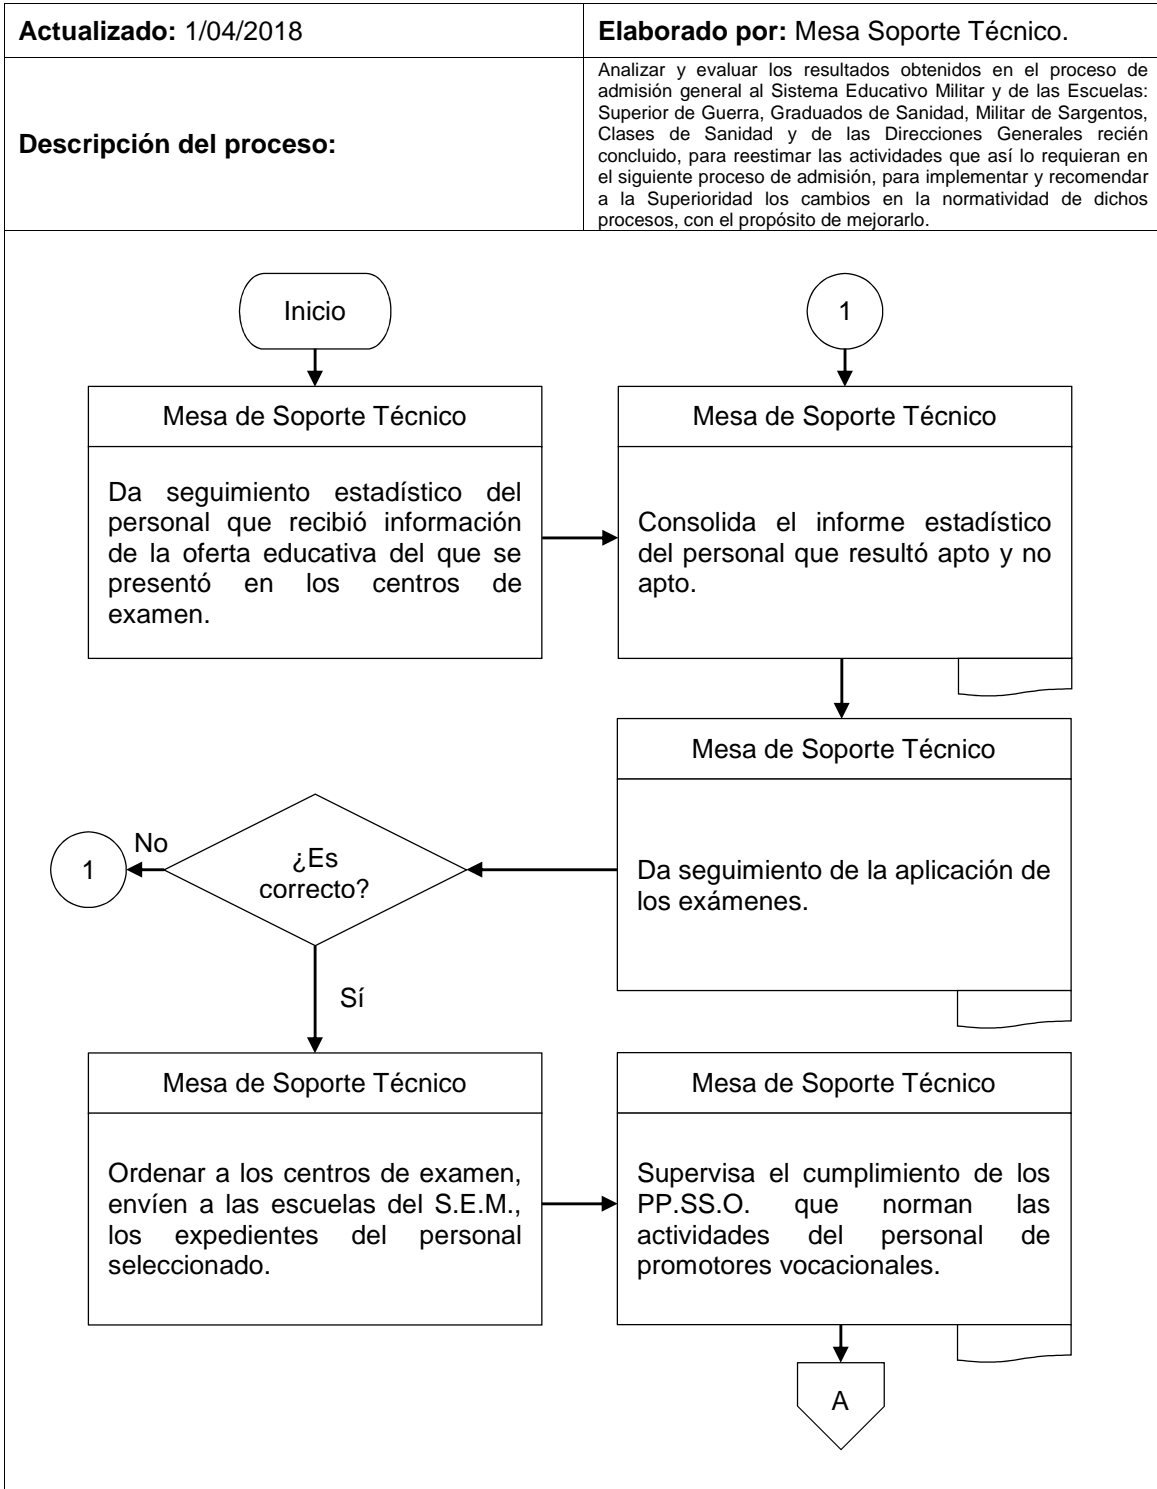 Actualizado: 1/04/2018
Elaborado por: Mesa Soporte Técnico.
Descripción del proceso:
Analizar y evaluar los resultados obtenidos en el proceso de
admisión general al Sistema Educativo Militar y de las Escuelas:
Superior de Guerra, Graduados de Sanidad, Militar de Sargentos,
Clases de Sanidad y de las Direcciones Generales recién
concluido, para reestimar las actividades que así lo requieran en
el siguiente proceso de admisión, para implementar y recomendar
a la Superioridad los cambios en la normatividad de dichos
procesos, con el propósito de mejorarlo.
Inicio
Mesa de Soporte Técnico
Da seguimiento estadístico del
personal que recibió información
de la oferta educativa del que se
presentó en los centros de
examen.
1
Mesa de Soporte Técnico
Consolida el informe estadístico
del personal que resultó apto y no
apto.
Mesa de Soporte Técnico
Da seguimiento de la aplicación de
los exámenes.
¿Es
correcto?
No
1
Sí
Mesa de Soporte Técnico
Ordenar a los centros de examen,
envíen a las escuelas del S.E.M.,
los expedientes del personal
seleccionado.
Mesa de Soporte Técnico
Supervisa el cumplimiento de los
PP.SS.O. que norman las
actividades del personal de
promotores vocacionales.
A